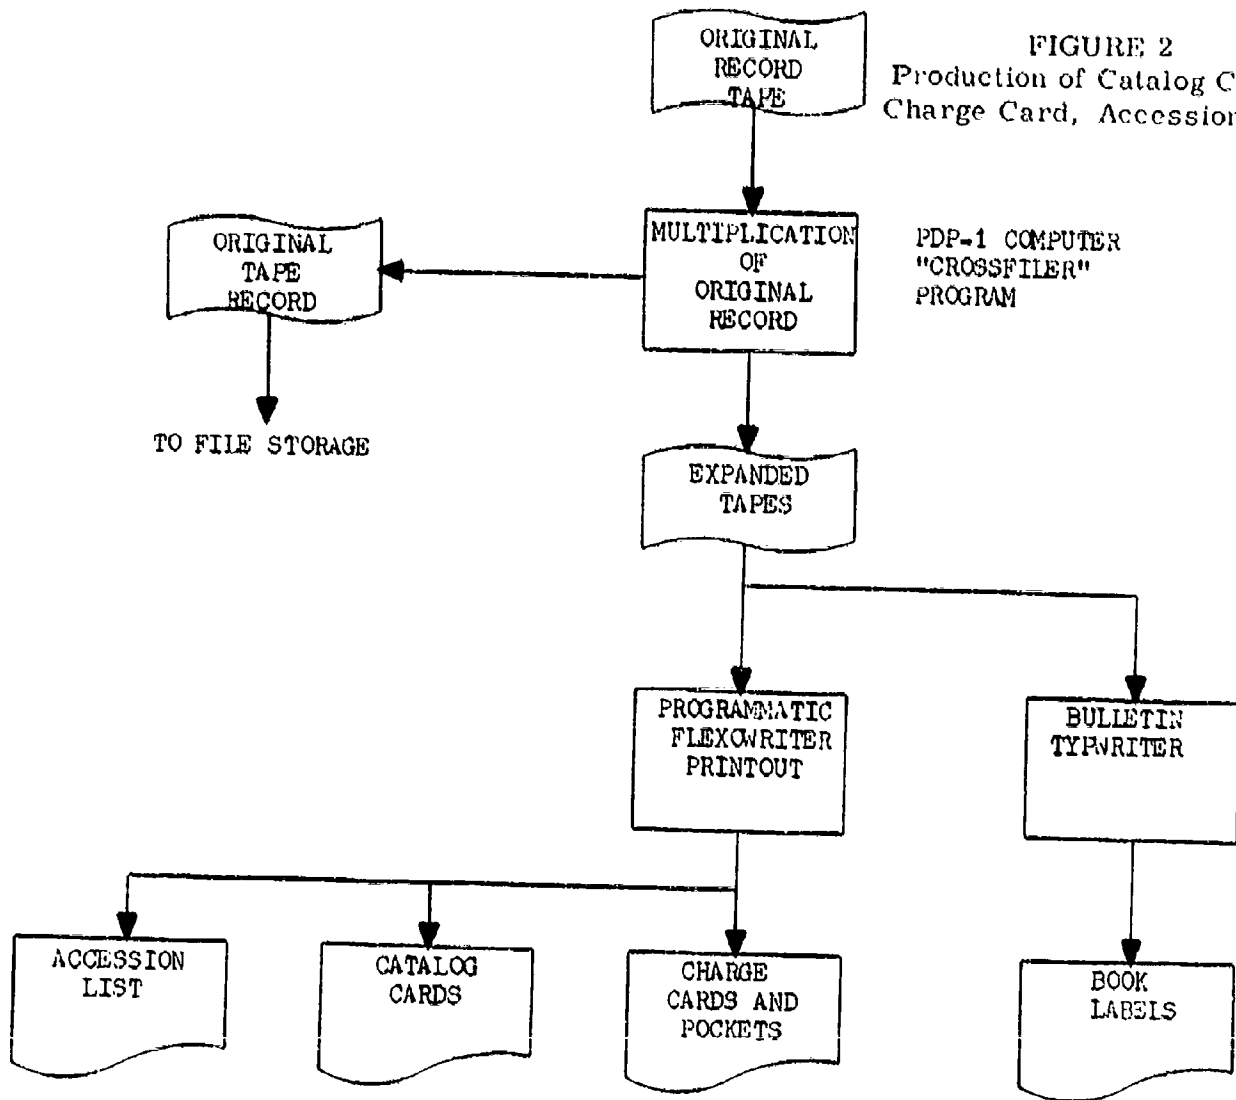 ORIGINAL
RECORD
TAPE
FIGURE 2
Production of Catalog C
Charge Card, Accession
MULTIPLICATION
OF
ORIGINAL
RECORD
PDP-1 COMPUTER
"CROSSFILER"
PROGRAM
ORIGINAL
TAPE
RECORD
TO FILE STORAGE
EXPANDED
TAPES
PROGRAMMATIC
FLEXOWRITER
PRINTOUT
BULLETIN
TYPWRITER
ACCESSION
LIST
CATALOG
CARDS
CHARGE
CARDS AND
POCKETS
BOOK
LABELS